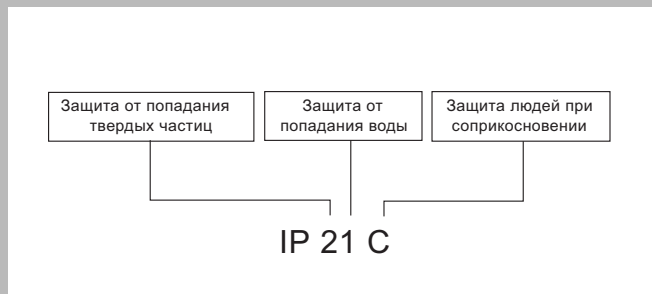 Защита от попадания
твердых частиц
Защита от
попадания воды
Защита людей при
соприкосновении
IP 21 C